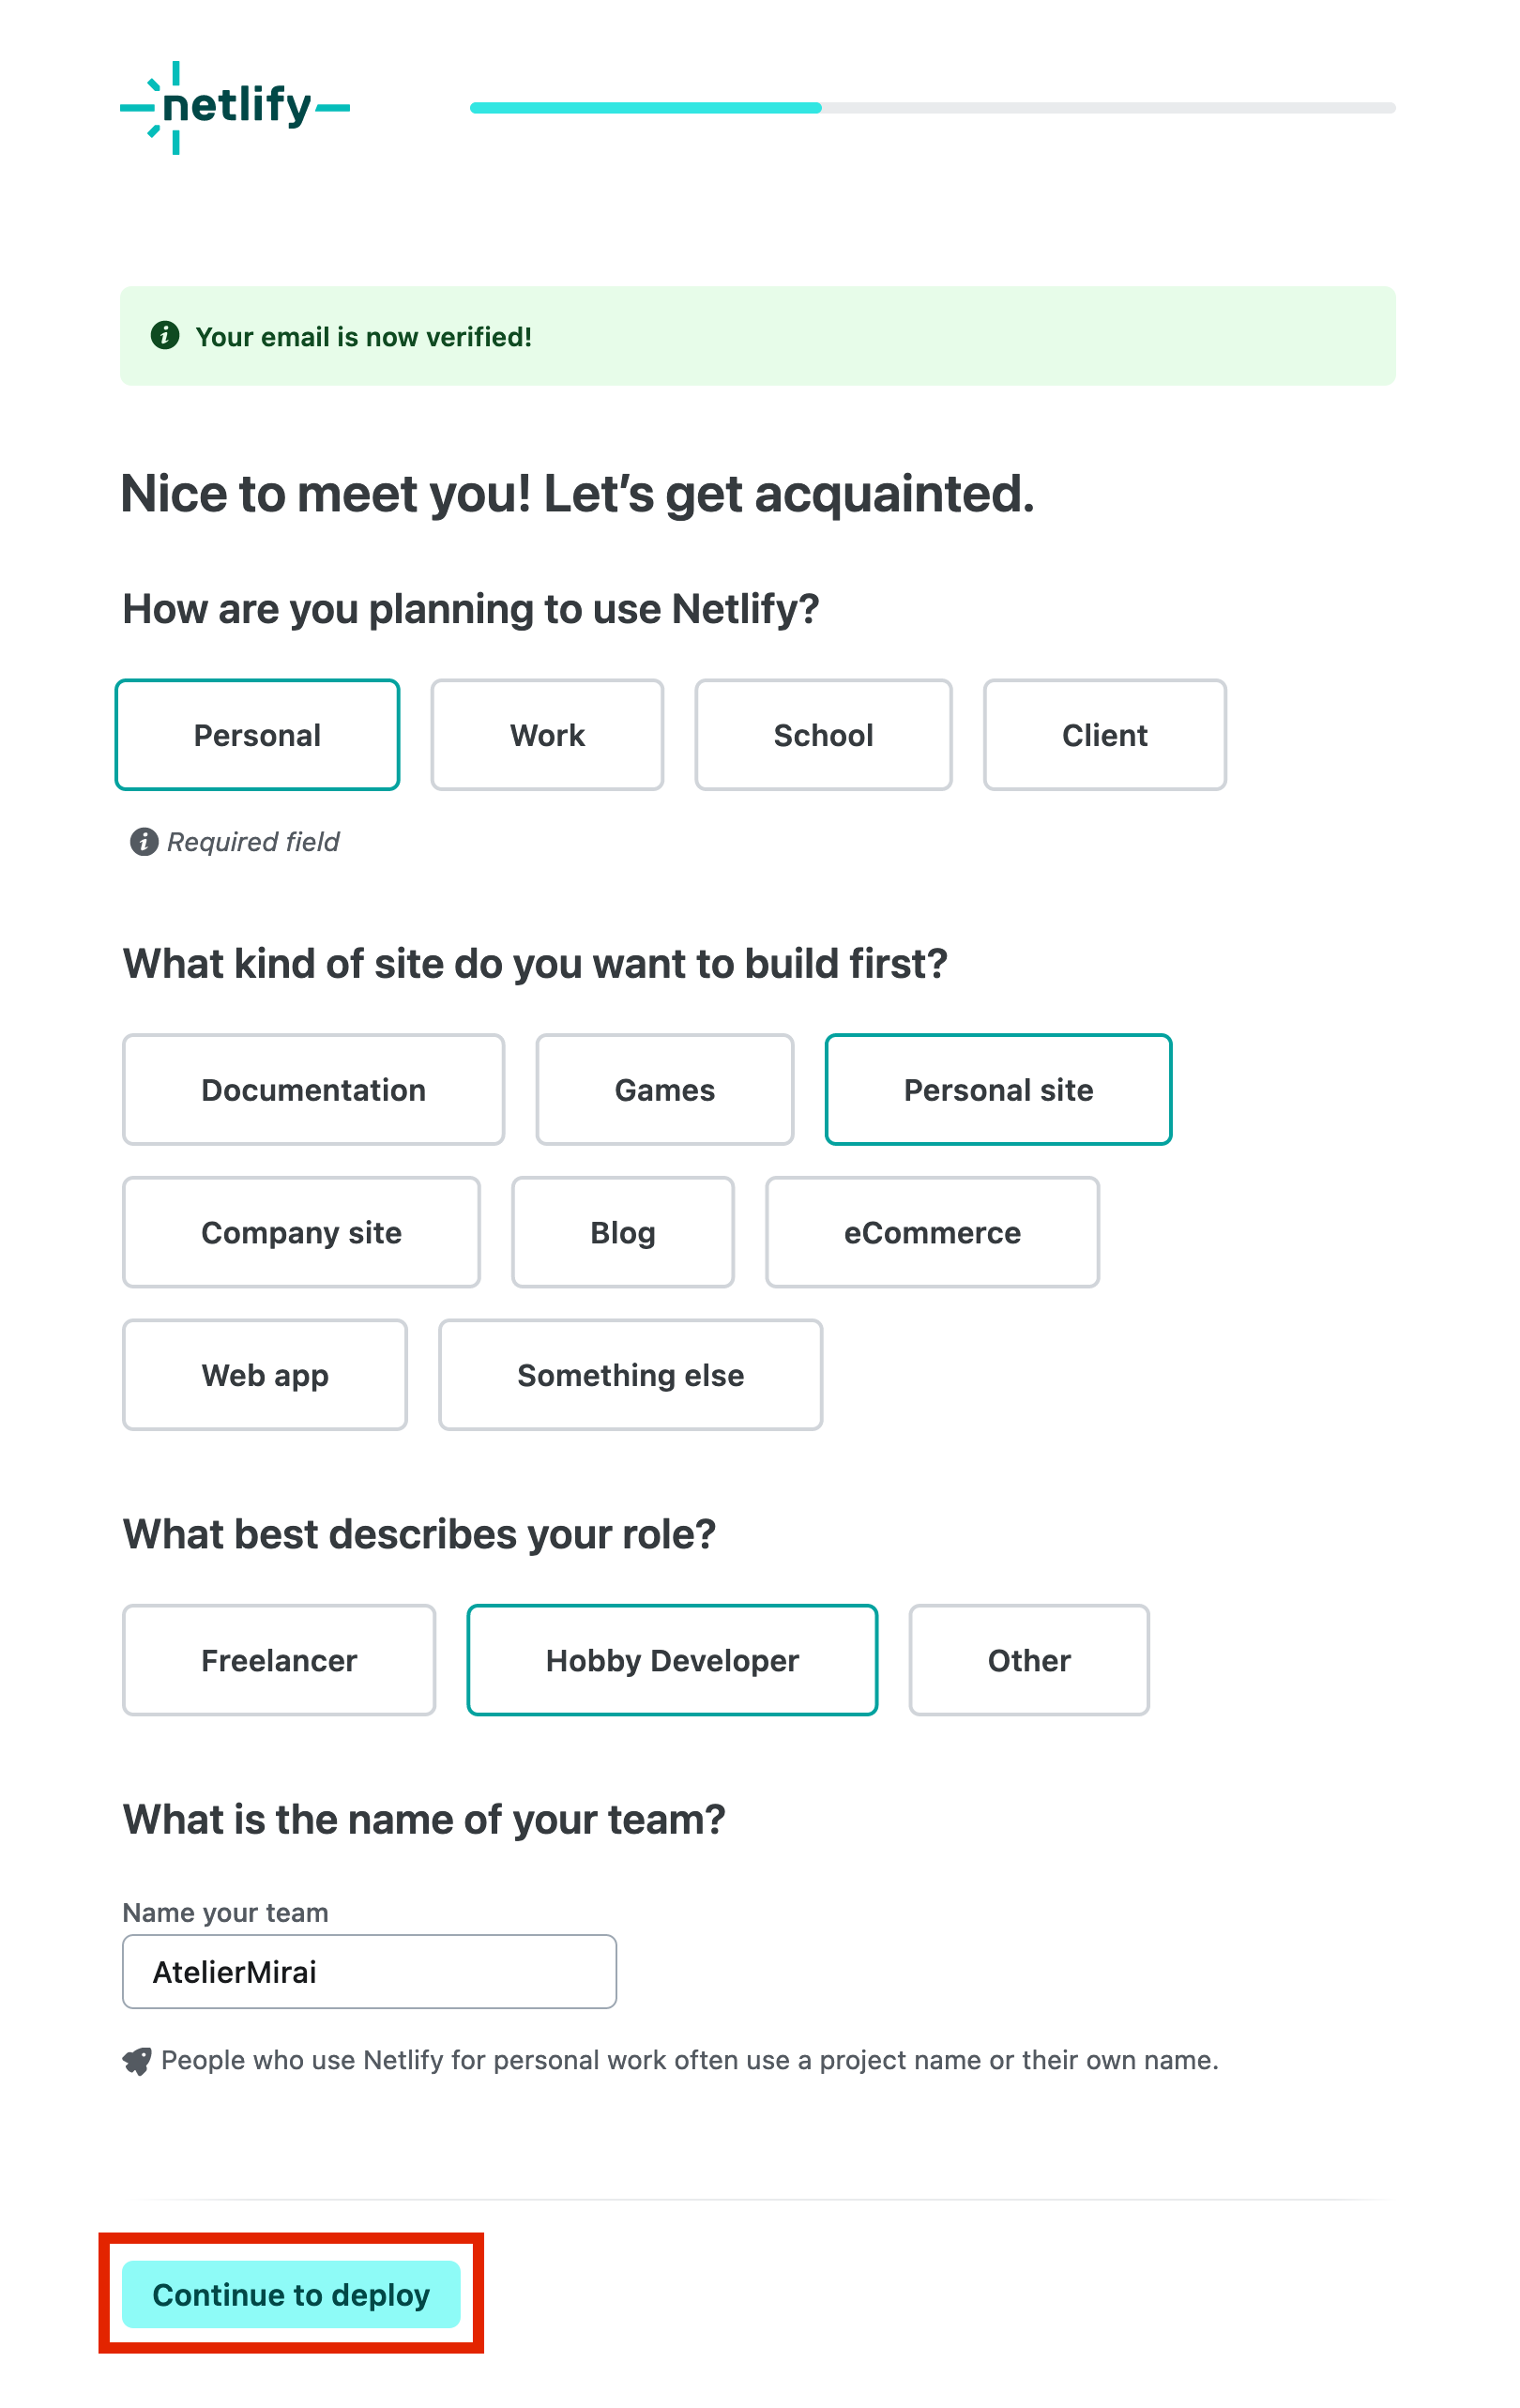 netlify
Your email is now verified!
Nice to meet you! Let’s get acquainted.
How are you planning to use Netlify?
Personal
Work
School
Client
Required field
What kind of site do you want to build first?
Documentation
Games
Personal site
Company site
Blog
eCommerce
Web app
Something else
What best describes your role?
Freelancer
Hobby Developer
Other
What is the name of your team?
Name your team
AtelierMirai
People who use Netlify for personal work often use a project name or their own name.
Continue to deploy